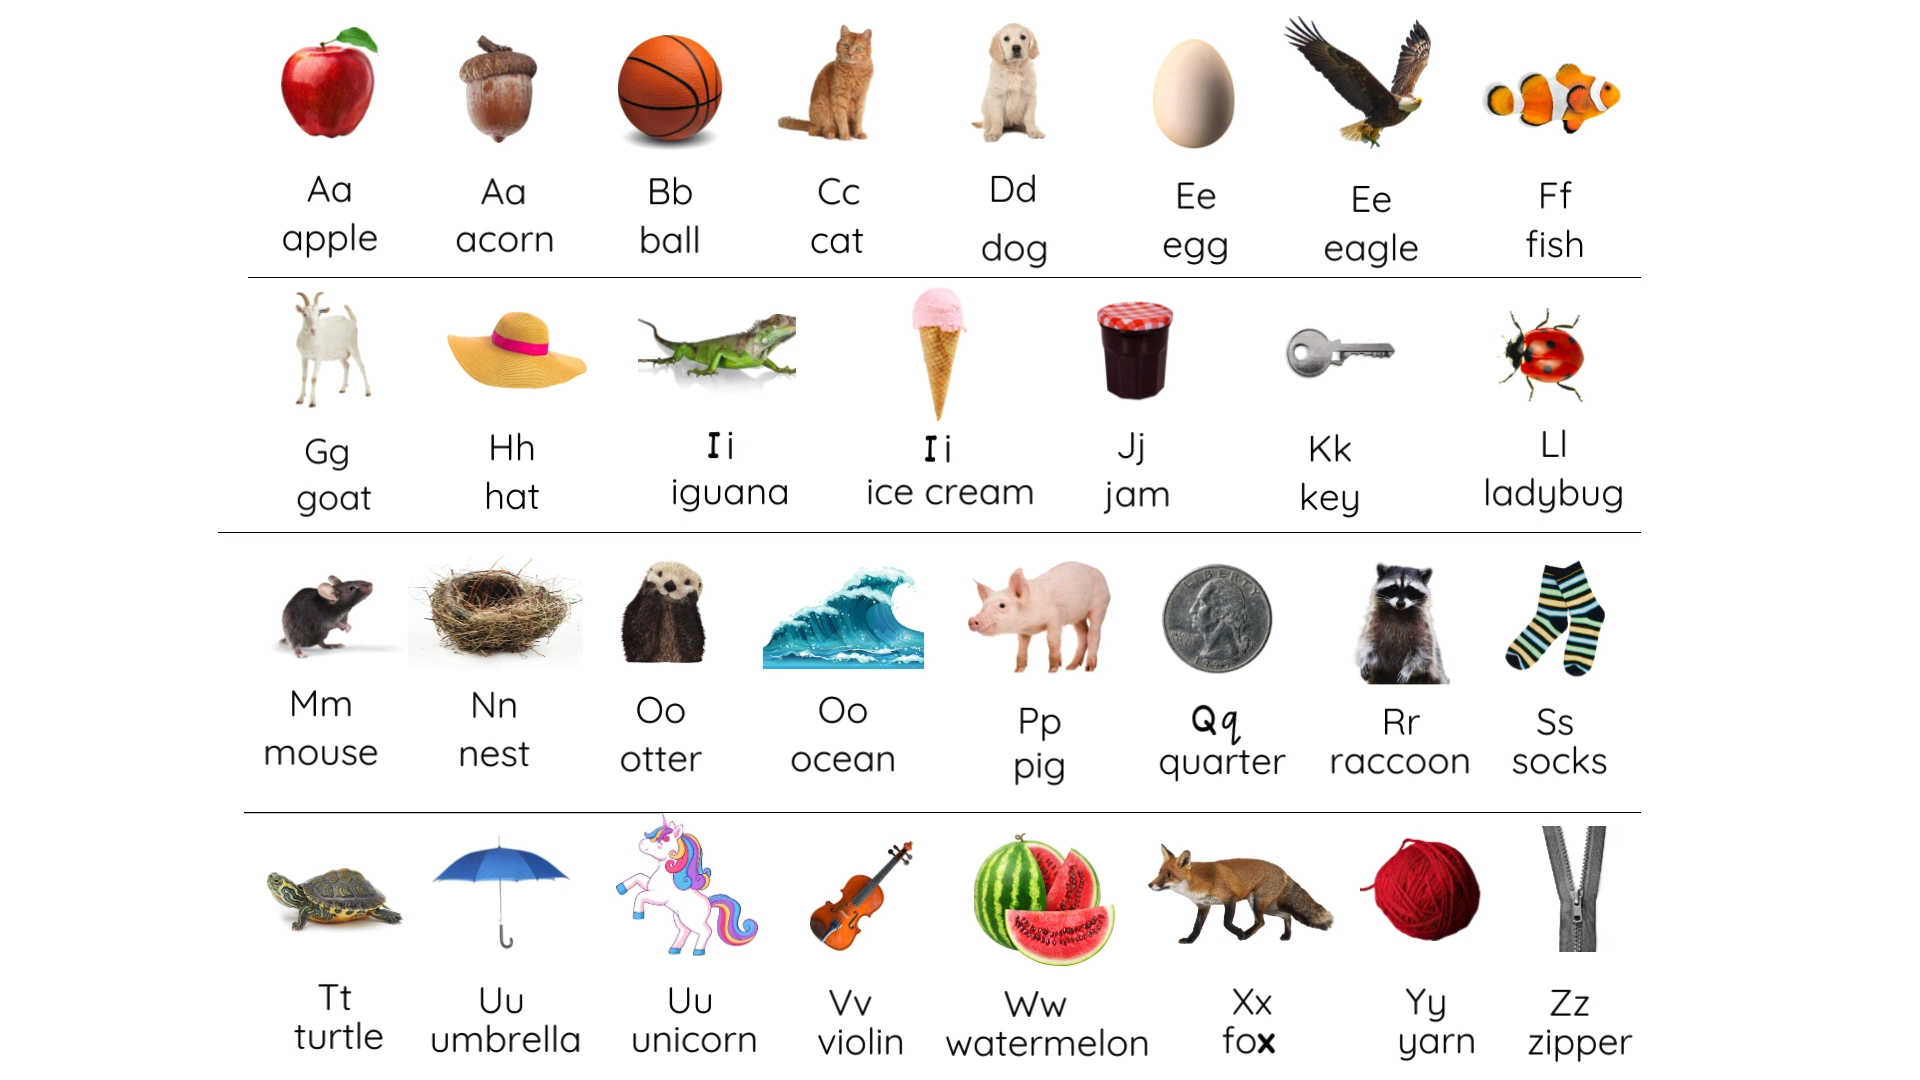 Aa Aa Bb Cc Dd Ee Ee Ff
apple acorn ball cat dog egg eagle fish
Gg Hh Ii Ii Jj Kk Ll
goat hat iguana ice cream jam key ladybug
LIBERTY
Mm Nn Oo Oo Pp Qq Rr Ss
mouse nest otter ocean pig quarter raccoon socks
Tt Uu Uu Vv Ww Xx Yy Zz
turtle umbrella unicorn violin watermelon fox yarn zipper